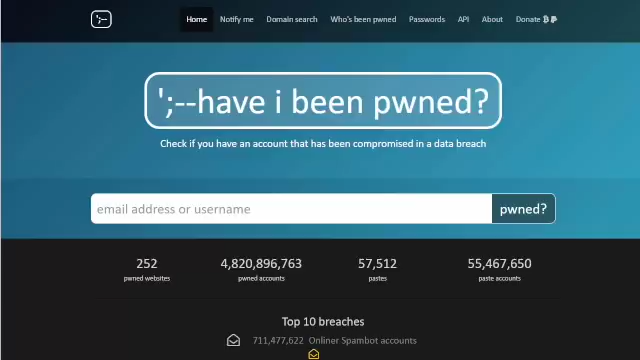 ';--
Home Notify me Domain search Who's been pwned Passwords API About Donate
';--have i been pwned?
Check if you have an account that has been compromised in a data breach
email address or username pwned?
252 4,820,896,763 57,512 55,467,650
pwned websites pwned accounts pastes paste accounts
Top 10 breaches
711,477,622 Onliner Spambot accounts